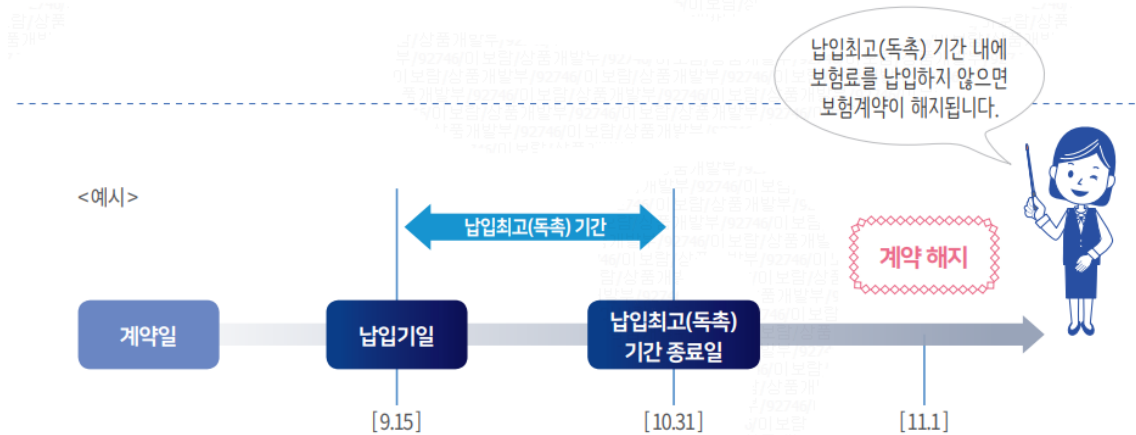 납입최고(독촉) 기간 내에
보험료를 납입하지 않으면
보험계약이 해지됩니다.
<예시>
납입최고(독촉) 기간
계약 해지
계약일
납입기일
납입최고(독촉)
기간 종료일
[9.15]
[10.31]
[11.1]